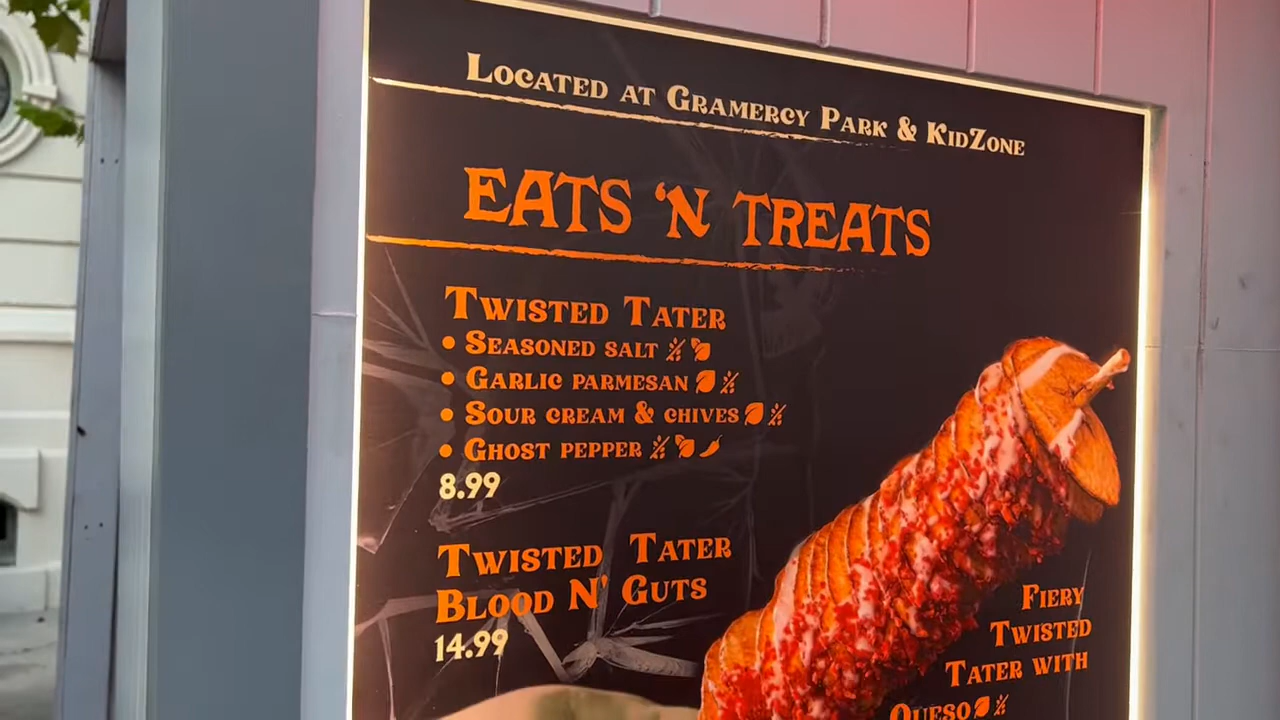 LOCATED AT GRAMERCY PARK & KIDZONE
EATS 'N TREATS
TWISTED TATER
• SEASONED SALT
• GARLIC PARMESAN
• SOUR CREAM & CHIVES
• GHOST PEPPER
8.99
TWISTED TATER
BLOOD N' GUTS
14.99
FIERY
TWISTED
TATER WITH
QUESO